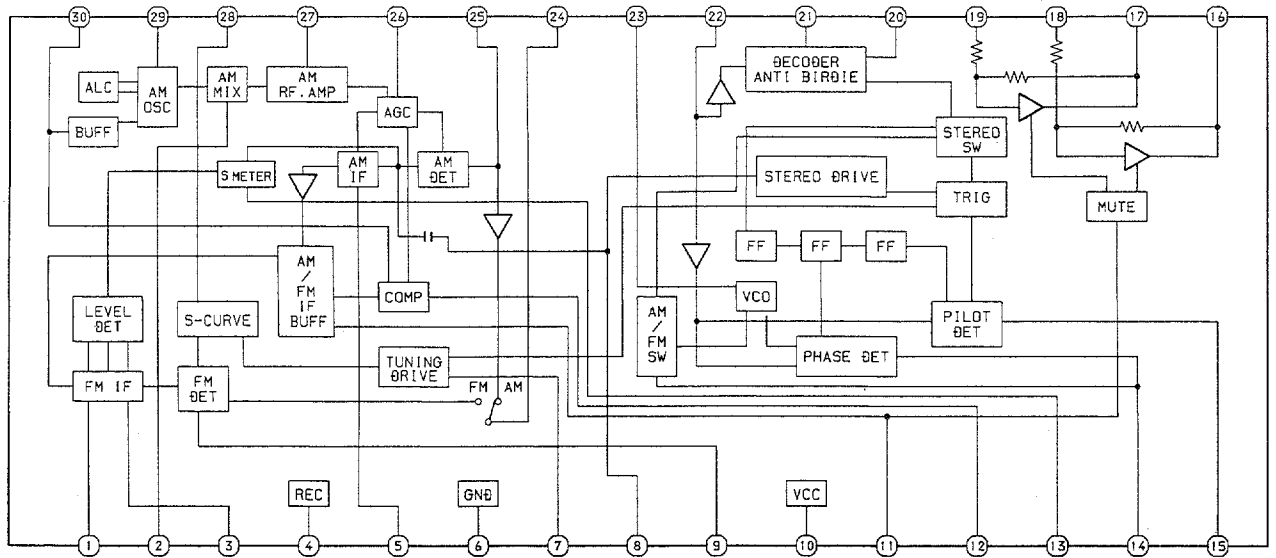 30 29 28 27 26 25 24 23 22 21 20 19 18 17 16
ALC
AM
OSC
AM
MIX
AM
RF.AMP
AGC
BUFF
S METER
AM
IF
AM
DET
DECODER
ANTI BIRDIE
STEREO
SW
STEREO DRIVE
TRIG
MUTE
FF FF FF
AM
/
FM
IF
BUFF
COMP
LEVEL
DET
S-CURVE
TUNING
DRIVE
AM
/
FM
SW
VCO
PILOT
DET
PHASE DET
FM IF
FM
DET
FM AM
REC
GND
VCC
1 2 3 4 5 6 7 8 9 10 11 12 13 14 15